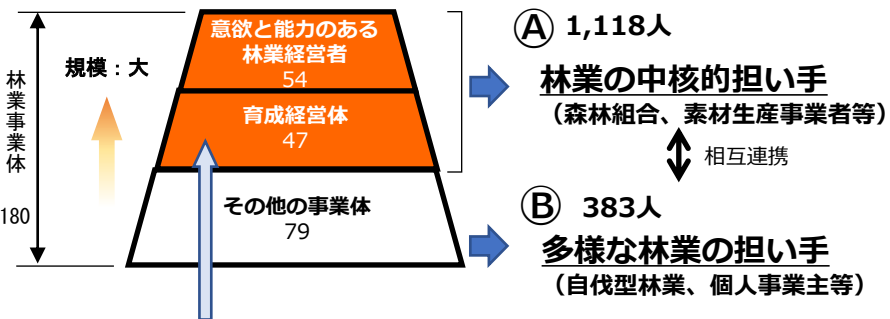 林業事業体
180
規模：大
意欲と能力のある
林業経営者
54
育成経営体
47
その他の事業体
79
Ⓐ 1,118人
林業の中核的担い手
（森林組合、素材生産事業者等）
相互連携
Ⓑ 383人
多様な林業の担い手
（自伐型林業、個人事業主等）